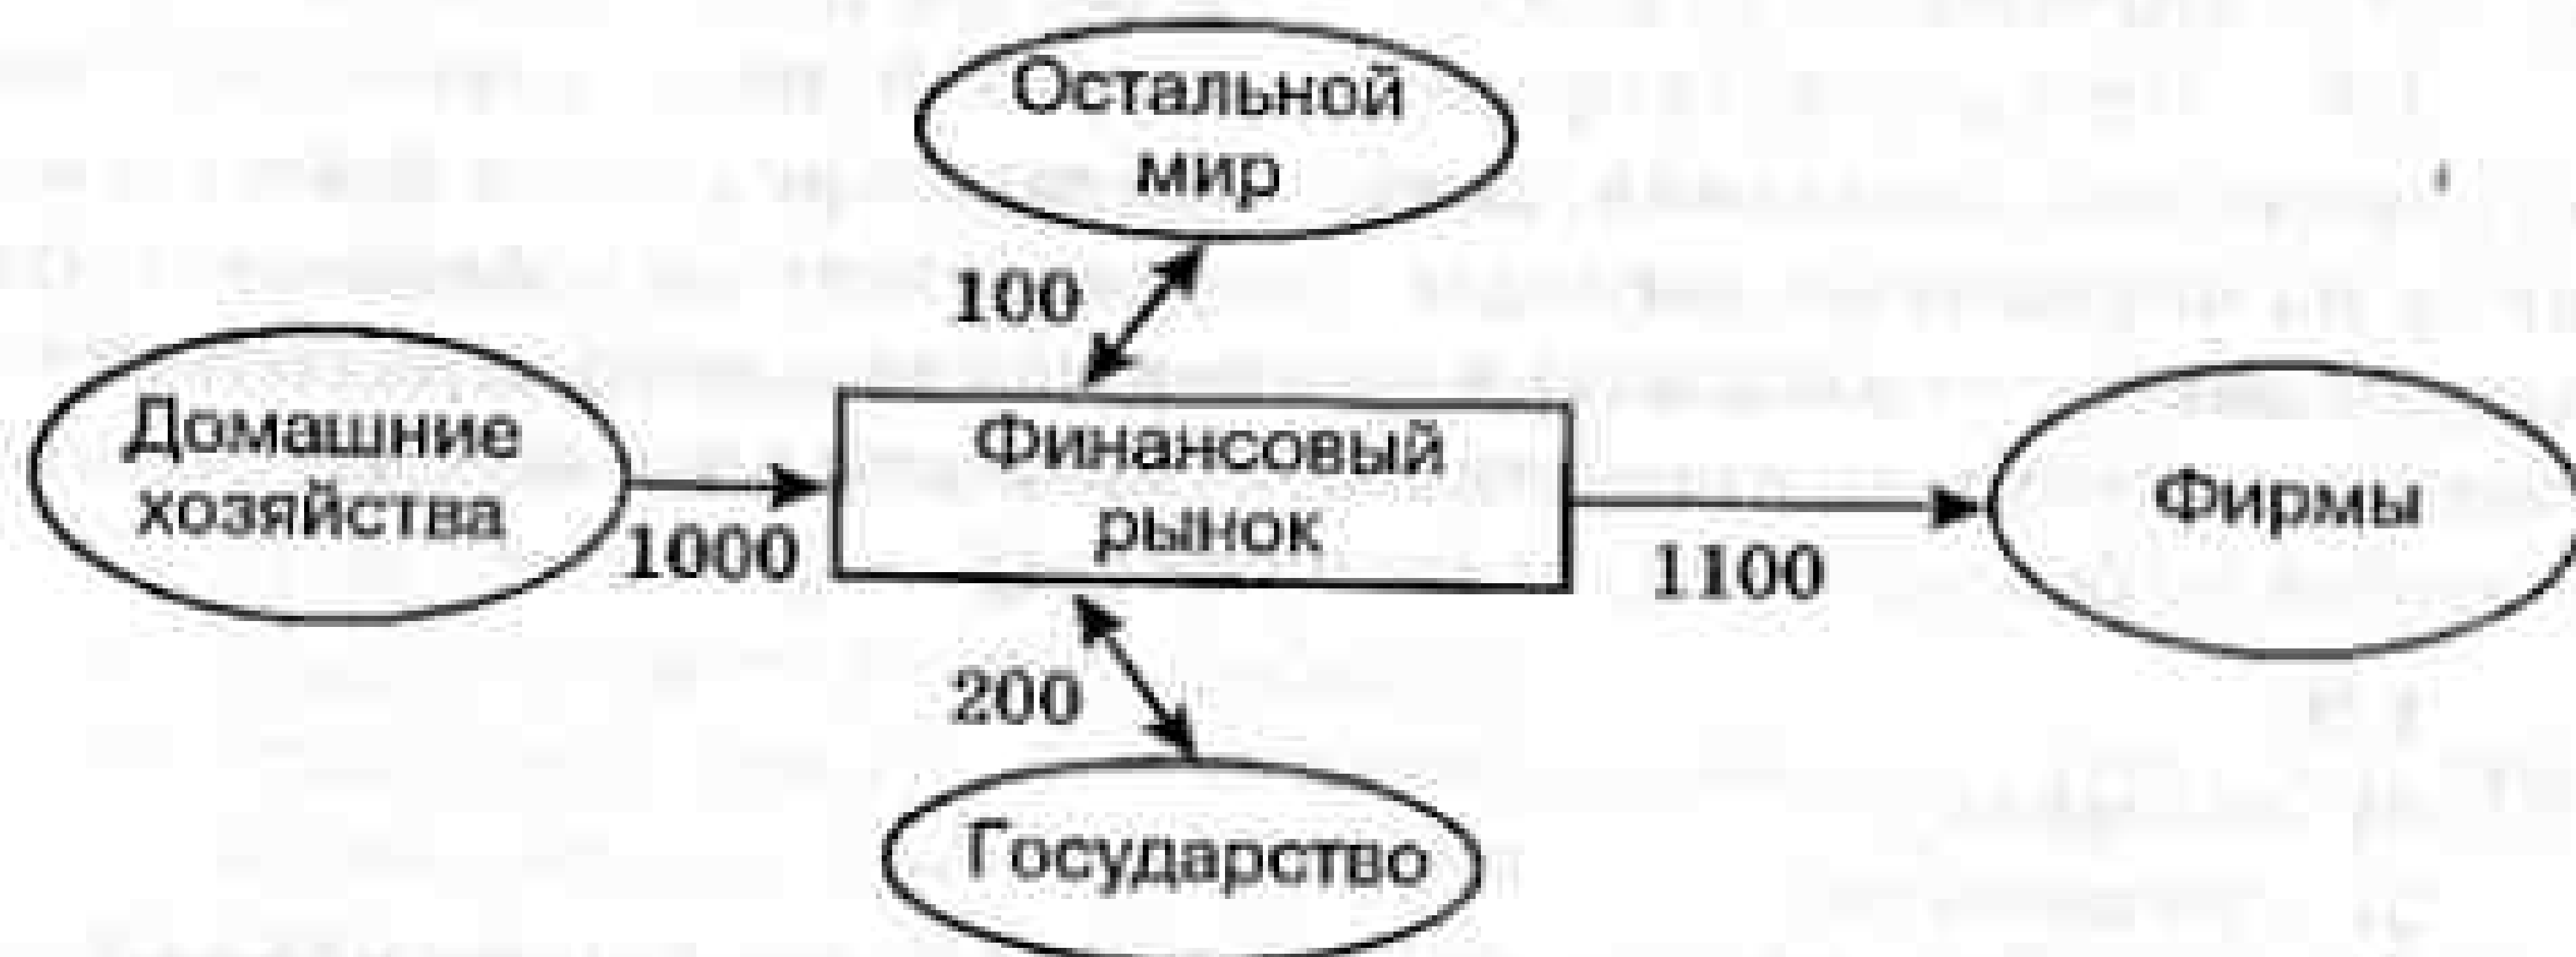 Остальной
мир
100
Домашние
хозяйства
1000
Финансовый
рынок
1100
Фирмы
200
Государство